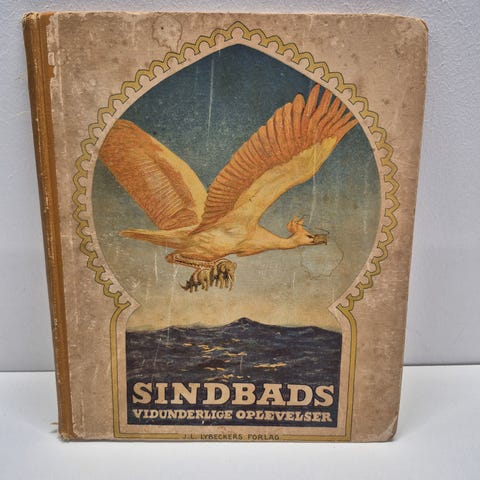 SINDBADS
VIDUNDERLIGE OPLEVELSER
J. L. LYBECKERS FORLAG